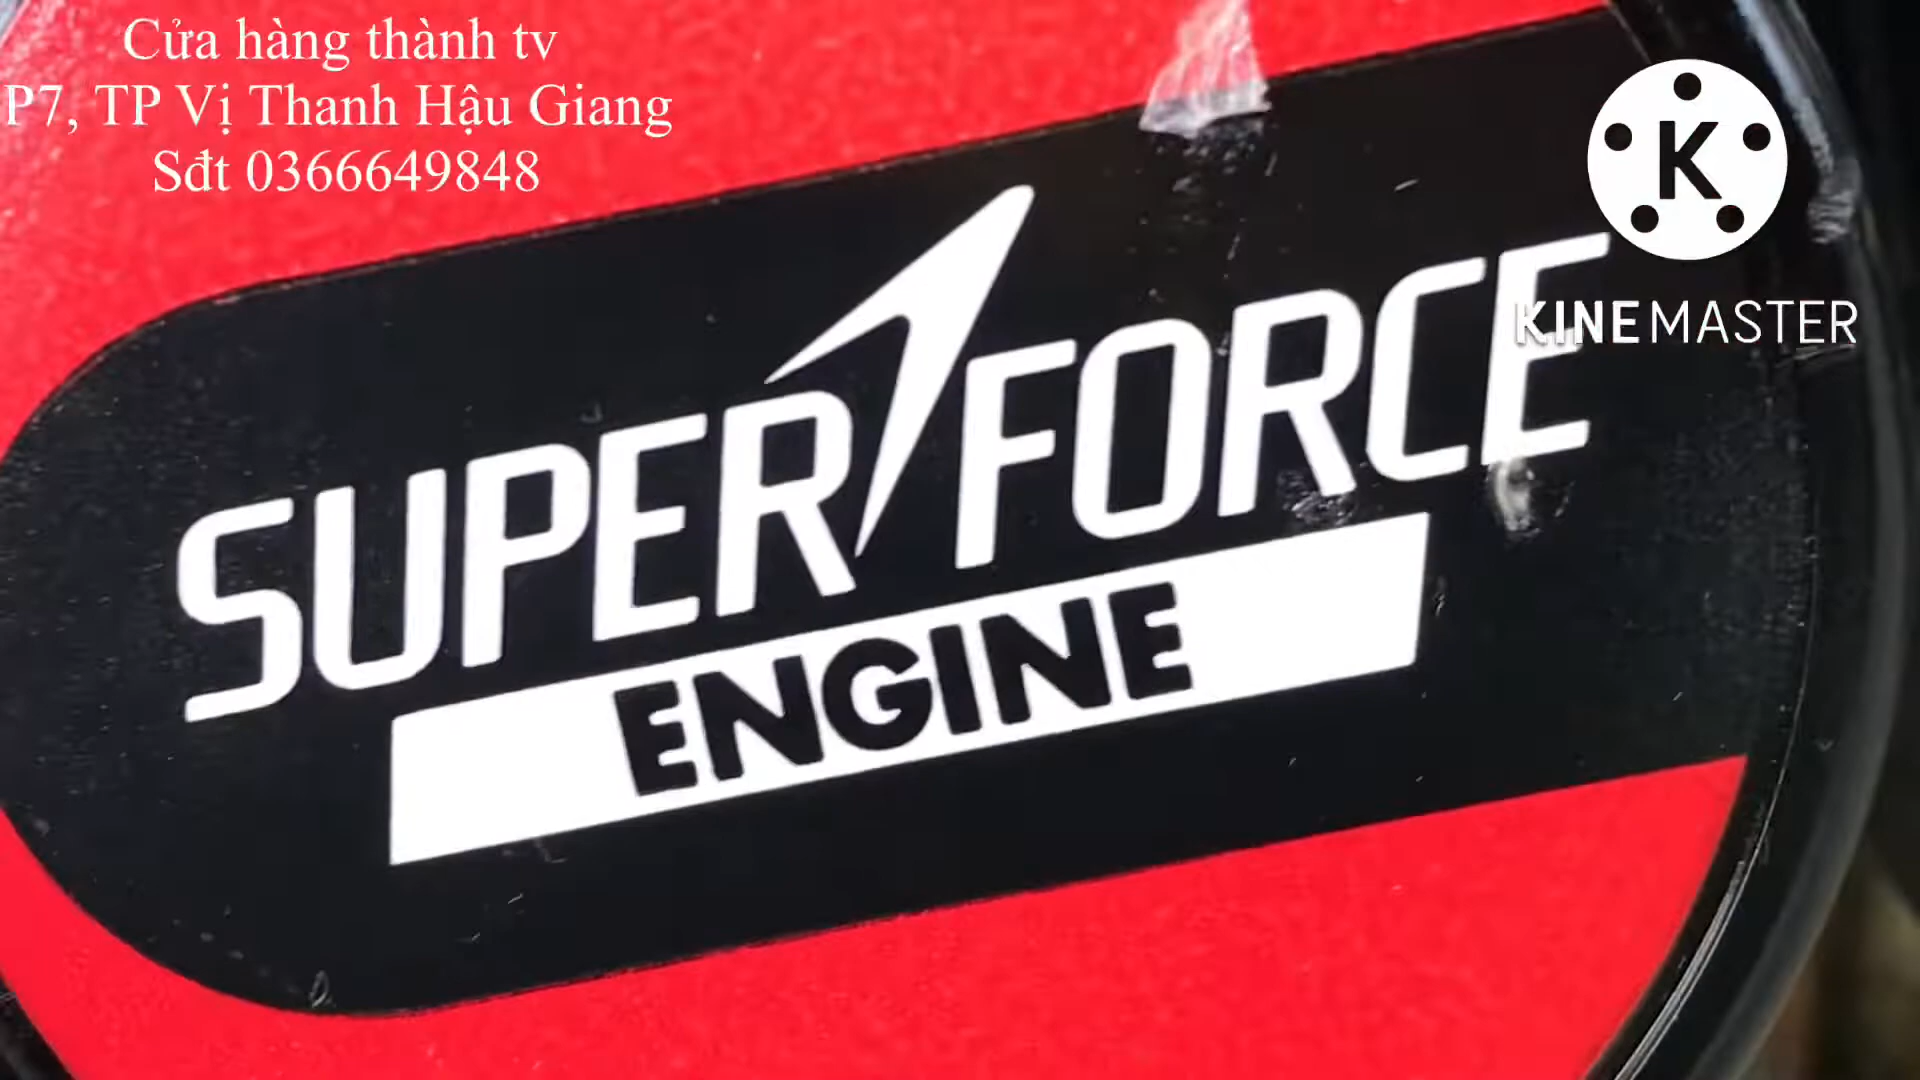 Cửa hàng thành tv
P7, TP Vị Thanh Hậu Giang
Sđt 0366649848
K
KINEMASTER
SUPER FORCE
ENGINE